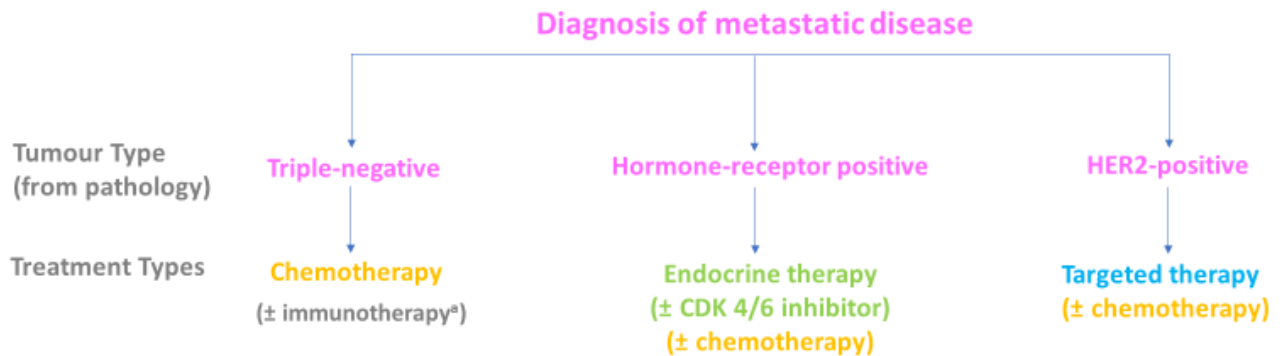 Diagnosis of metastatic disease
Tumour Type
(from pathology)
Triple-negative
Hormone-receptor positive
HER2-positive
Treatment Types
Chemotherapy
(± immunotherapyᵃ)
Endocrine therapy
(± CDK 4/6 inhibitor)
(± chemotherapy)
Targeted therapy
(± chemotherapy)